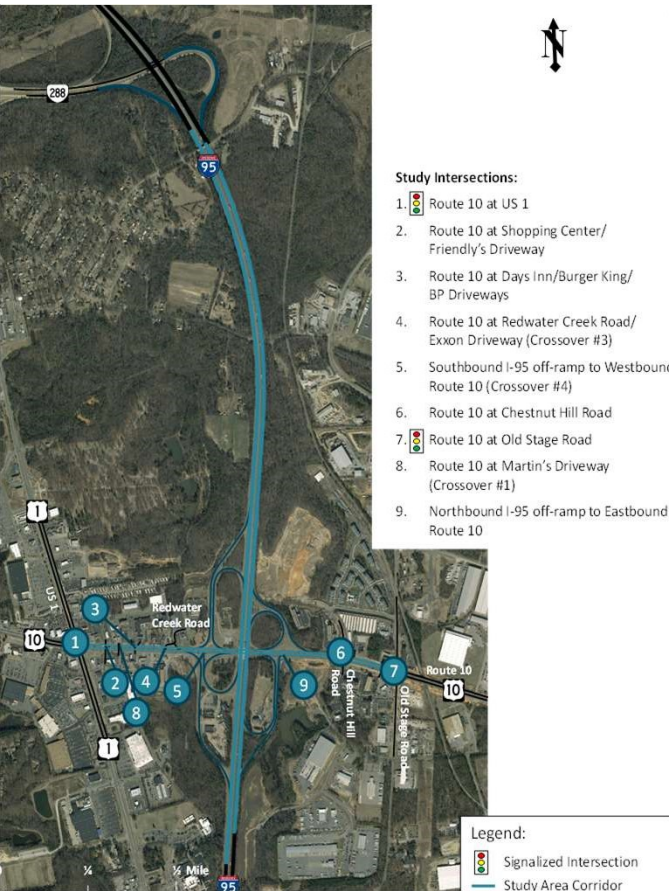 N
288
95
Study Intersections:
1. Route 10 at US 1
2. Route 10 at Shopping Center/
Friendly's Driveway
3. Route 10 at Days Inn/Burger King/
BP Driveways
4. Route 10 at Redwater Creek Road/
Exxon Driveway (Crossover #3)
5. Southbound I-95 off-ramp to Westbound
Route 10 (Crossover #4)
6. Route 10 at Chestnut Hill Road
7. Route 10 at Old Stage Road
8. Route 10 at Martin's Driveway
(Crossover #1)
9. Northbound I-95 off-ramp to Eastbound
Route 10
1
US 1
3
Redwater
Creek Road
10
1
2
4
5
8
9
6
Chestnut Hill
Road
7
Route 10
10
Old Stage Road
1
¼
½ Mile
95
Legend:
Signalized Intersection
Study Area Corridor